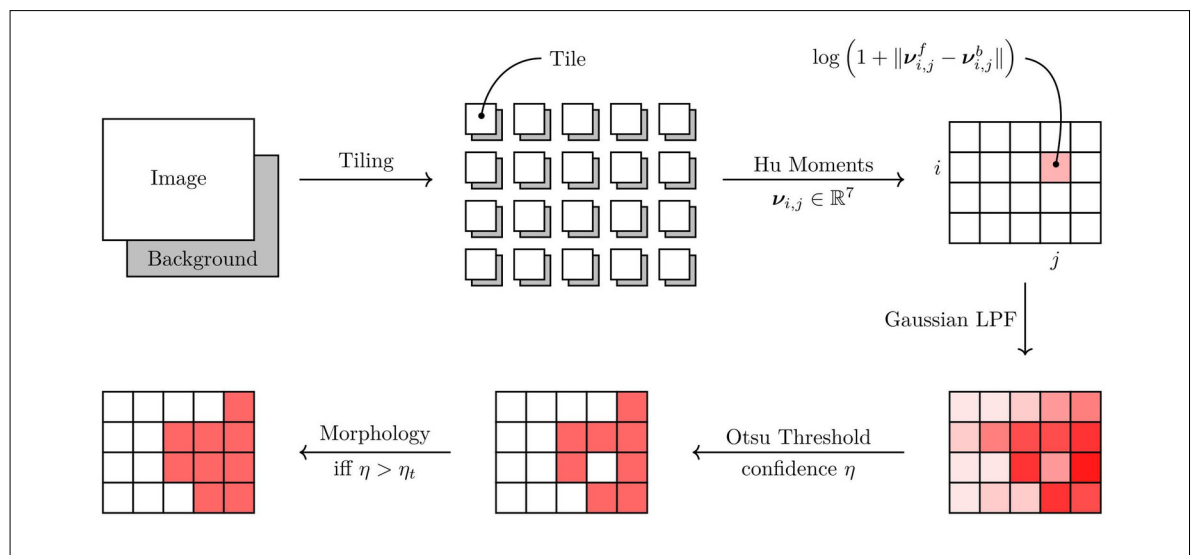 Tile
log (1 + ‖ν^f_{i,j} − ν^b_{i,j}‖)
Image
Background
Tiling
Hu Moments
ν_{i,j} ∈ ℝ^7
i
j
Gaussian LPF
Otsu Threshold
confidence η
Morphology
iff η > η_t